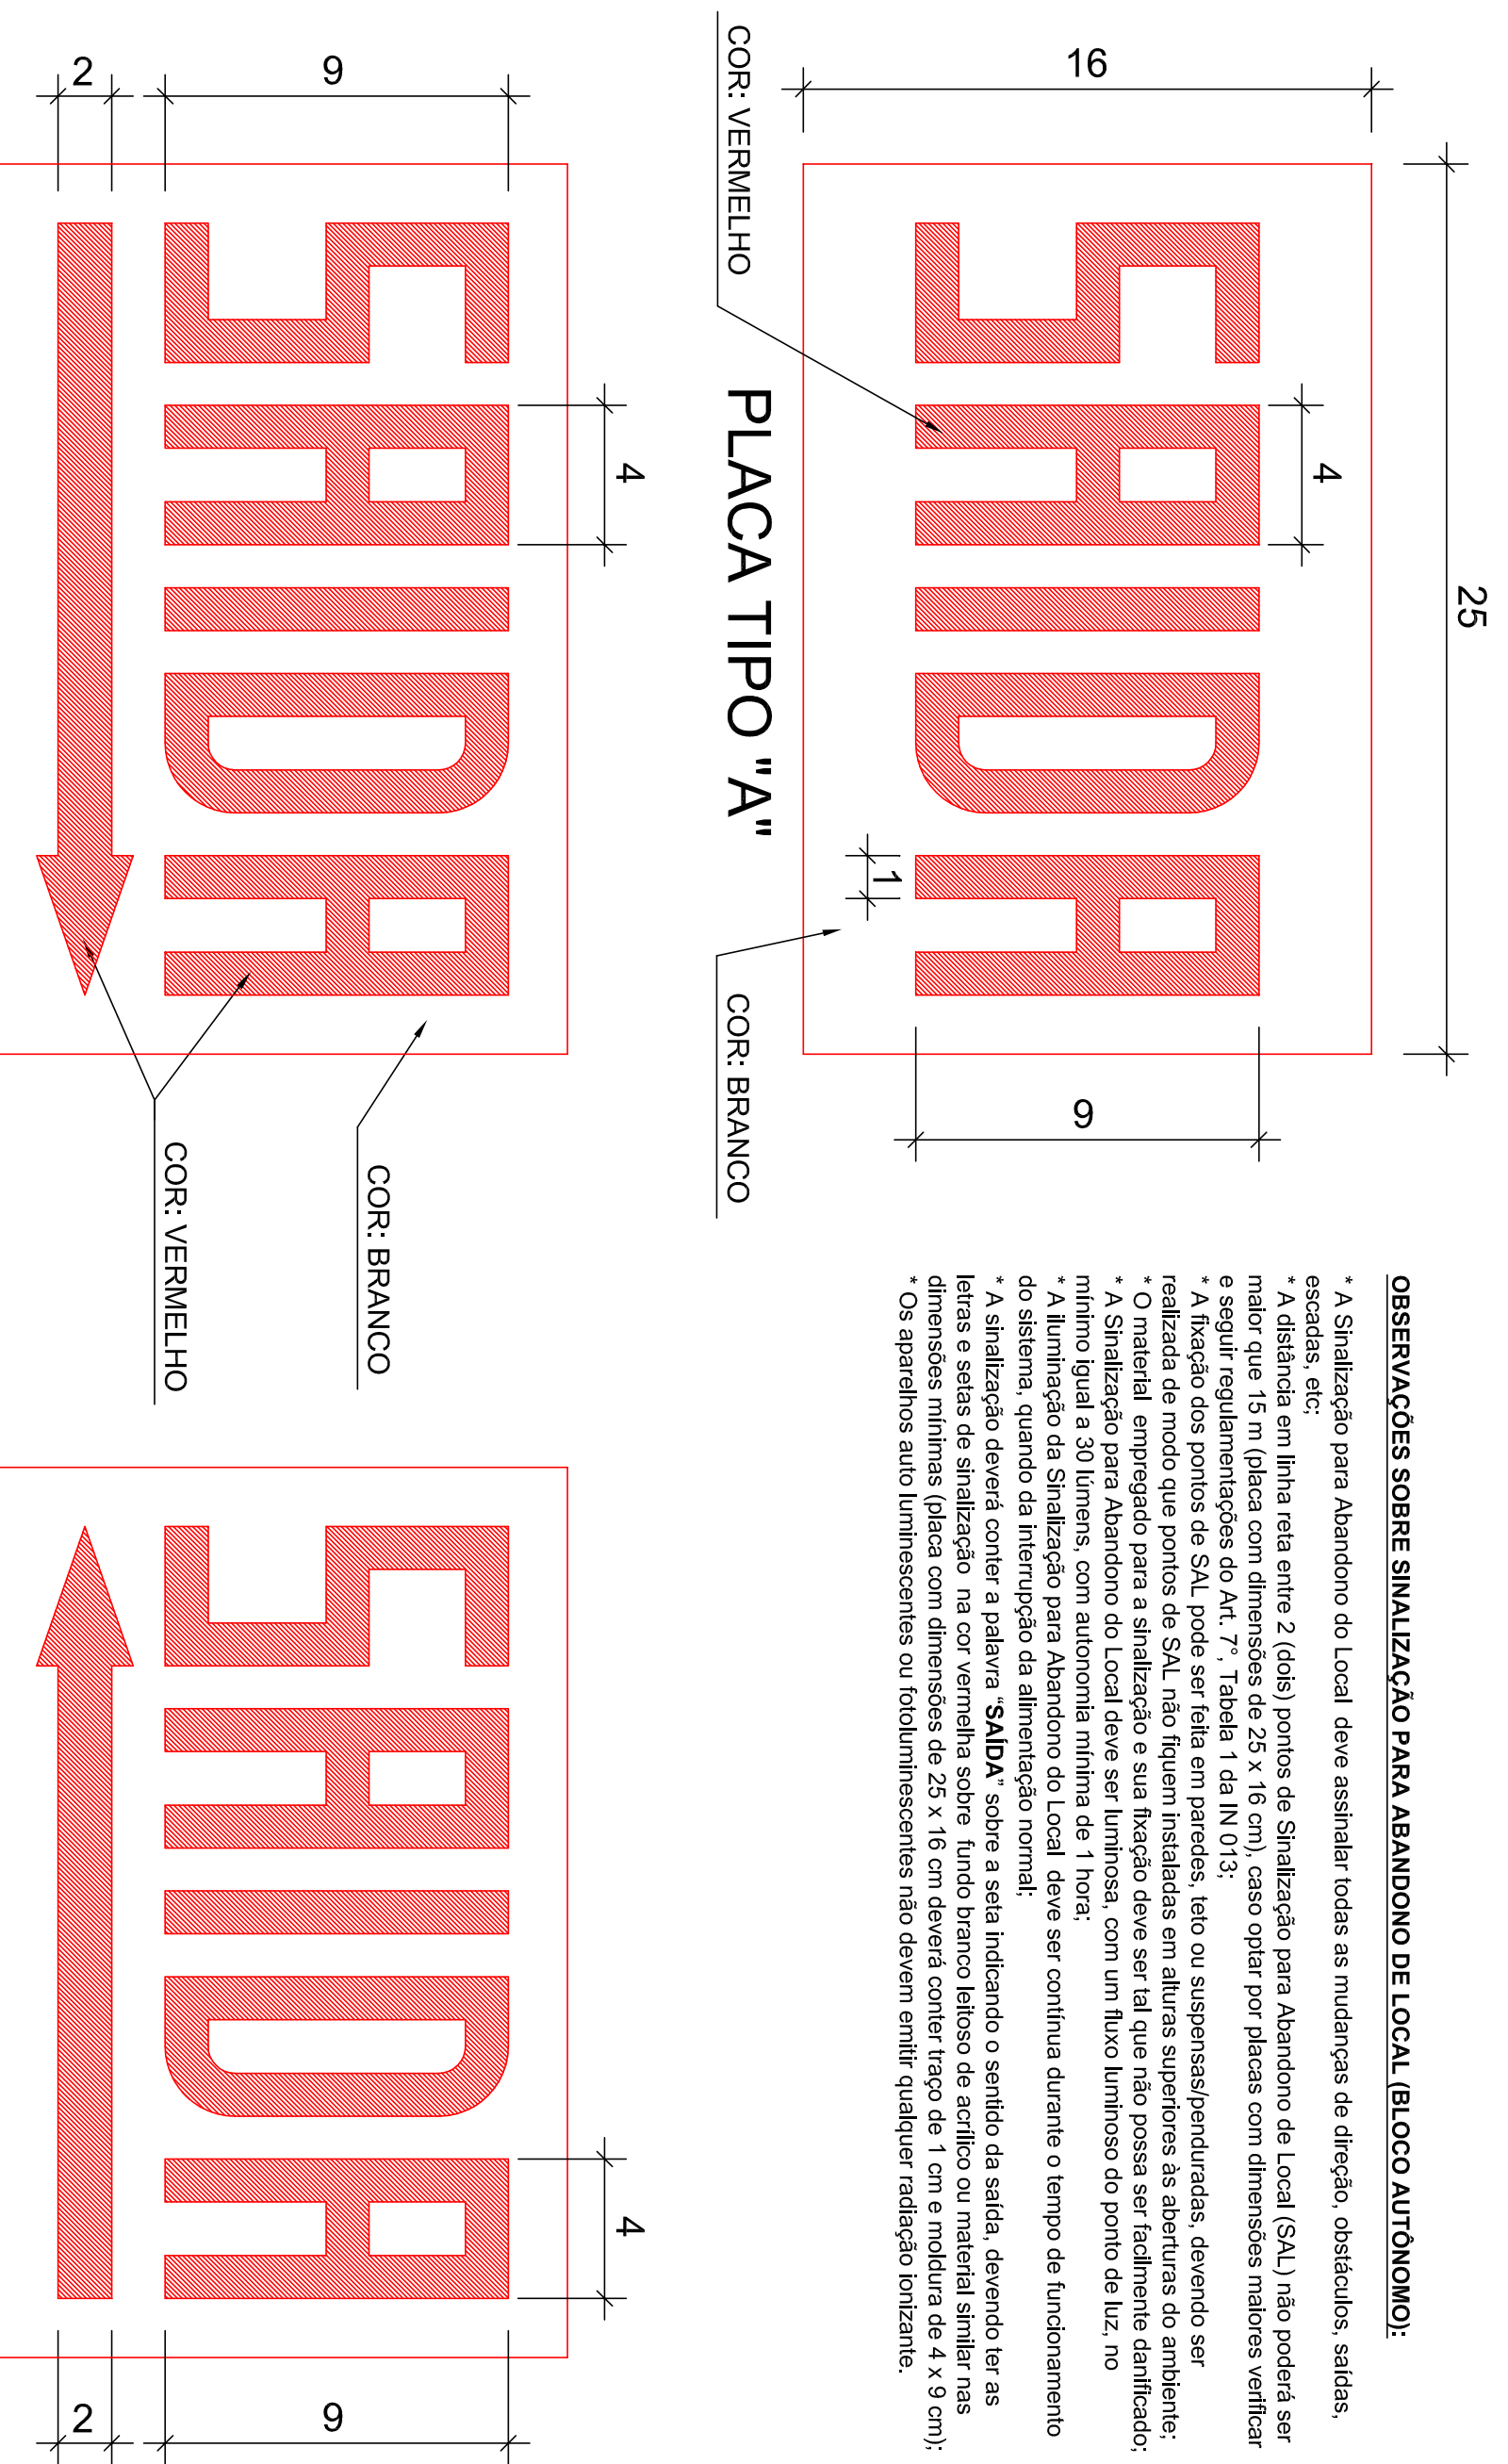 25
16
SAIDA
4
1
9
COR: VERMELHO
PLACA TIPO "A"
COR: BRANCO
OBSERVAÇÕES SOBRE SINALIZAÇÃO PARA ABANDONO DE LOCAL (BLOCO AUTÔNOMO):
* A Sinalização para Abandono do Local deve assinalar todas as mudanças de direção, obstáculos, saídas,
escadas, etc;
* A distância em linha reta entre 2 (dois) pontos de Sinalização para Abandono de Local (SAL) não poderá ser
maior que 15 m (placa com dimensões de 25 x 16 cm), caso optar por placas com dimensões maiores verificar
e seguir regulamentações do Art. 7°, Tabela 1 da IN 013;
* A fixação dos pontos de SAL pode ser feita em paredes, teto ou suspensas/penduradas, devendo ser
realizada de modo que pontos de SAL não fiquem instaladas em alturas superiores às aberturas do ambiente;
* O material empregado para a sinalização e sua fixação deve ser tal que não possa ser facilmente danificado;
* A Sinalização para Abandono do Local deve ser luminosa, com um fluxo luminoso do ponto de luz, no
mínimo igual a 30 lúmens, com autonomia mínima de 1 hora;
* A iluminação da Sinalização para Abandono do Local deve ser contínua durante o tempo de funcionamento
do sistema, quando da interrupção da alimentação normal;
* A sinalização deverá conter a palavra “SAÍDA” sobre a seta indicando o sentido da saída, devendo ter as
letras e setas de sinalização na cor vermelha sobre fundo branco leitoso de acrílico ou material similar nas
dimensões mínimas (placa com dimensões de 25 x 16 cm deverá conter traço de 1 cm e moldura de 4 x 9 cm);
* Os aparelhos auto luminescentes ou fotoluminescentes não devem emitir qualquer radiação ionizante.
4
9
SAIDA
2
COR: BRANCO
COR: VERMELHO
4
SAIDA
9
2